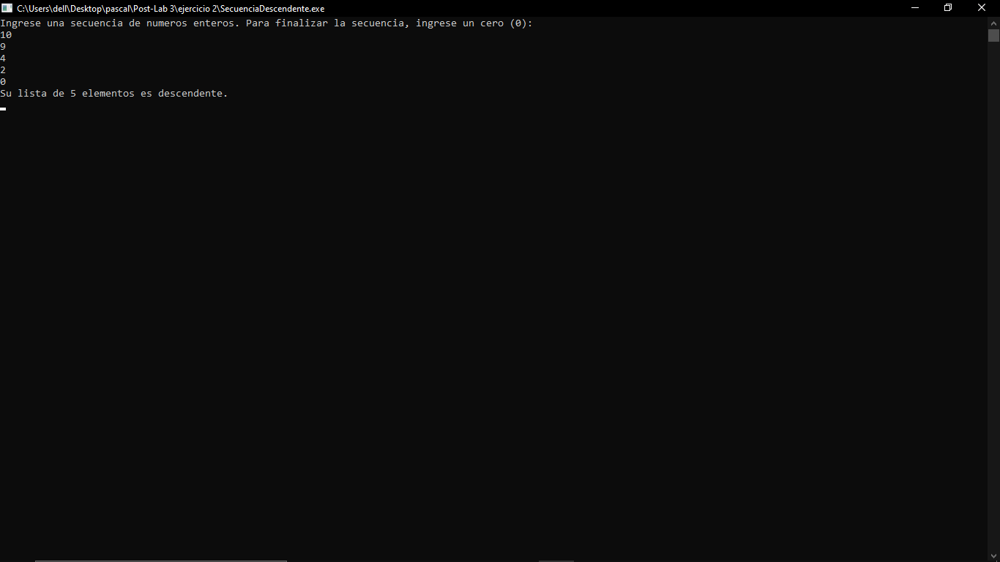 C:\Users\dell\Desktop\pascal\Post-Lab 3\ejercicio 2\SecuenciaDescendente.exe
Ingrese una secuencia de numeros enteros. Para finalizar la secuencia, ingrese un cero (0):
10
9
4
2
0
Su lista de 5 elementos es descendente.